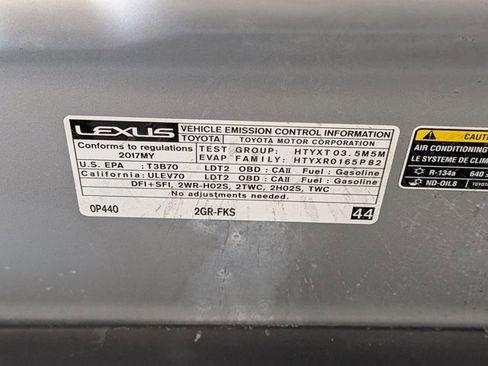 LEXUS VEHICLE EMISSION CONTROL INFORMATION
TOYOTA TOYOTA MOTOR CORPORATION
Conforms to regulations
2017MY
TEST GROUP: HTYXT03.5M5M
EVAP FAMILY: HTYXR0165P82
U.S. EPA : T3B70 LDT2 OBD : CAII Fuel : Gasoline
California: ULEV70 LDT2 OBD : CAII Fuel : Gasoline
DFI+SFI, 2WR-HO2S, 2TWC, 2HO2S, TWC
No adjustments needed.
0P440 2GR-FKS 44
CAUTION
AIR CONDITIONING
LE SYSTEME DE CLIM
R-134a 640 ±
ND-OIL8